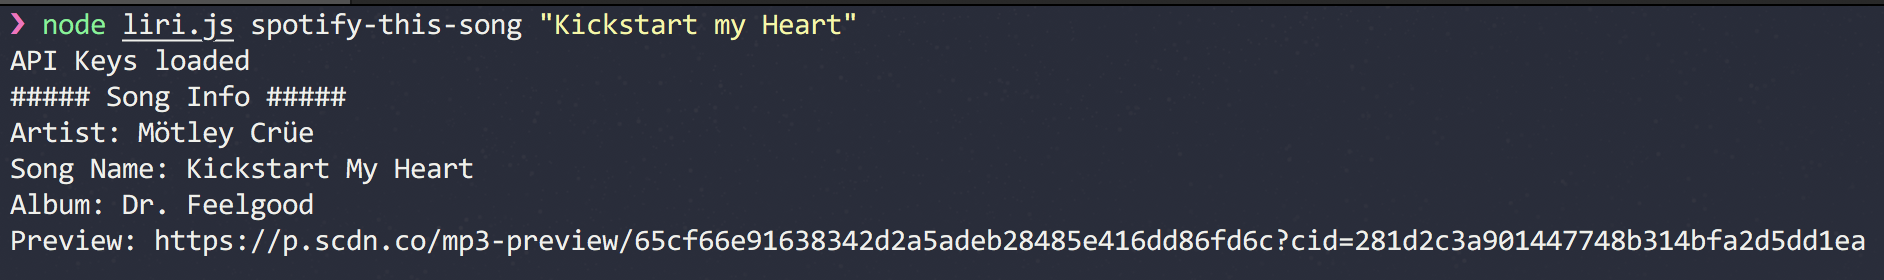 ❯ node liri.js spotify-this-song "Kickstart my Heart"
API Keys loaded
##### Song Info #####
Artist: Mötley Crüe
Song Name: Kickstart My Heart
Album: Dr. Feelgood
Preview: https://p.scdn.co/mp3-preview/65cf66e91638342d2a5adeb28485e416dd86fd6c?cid=281d2c3a901447748b314bfa2d5dd1ea